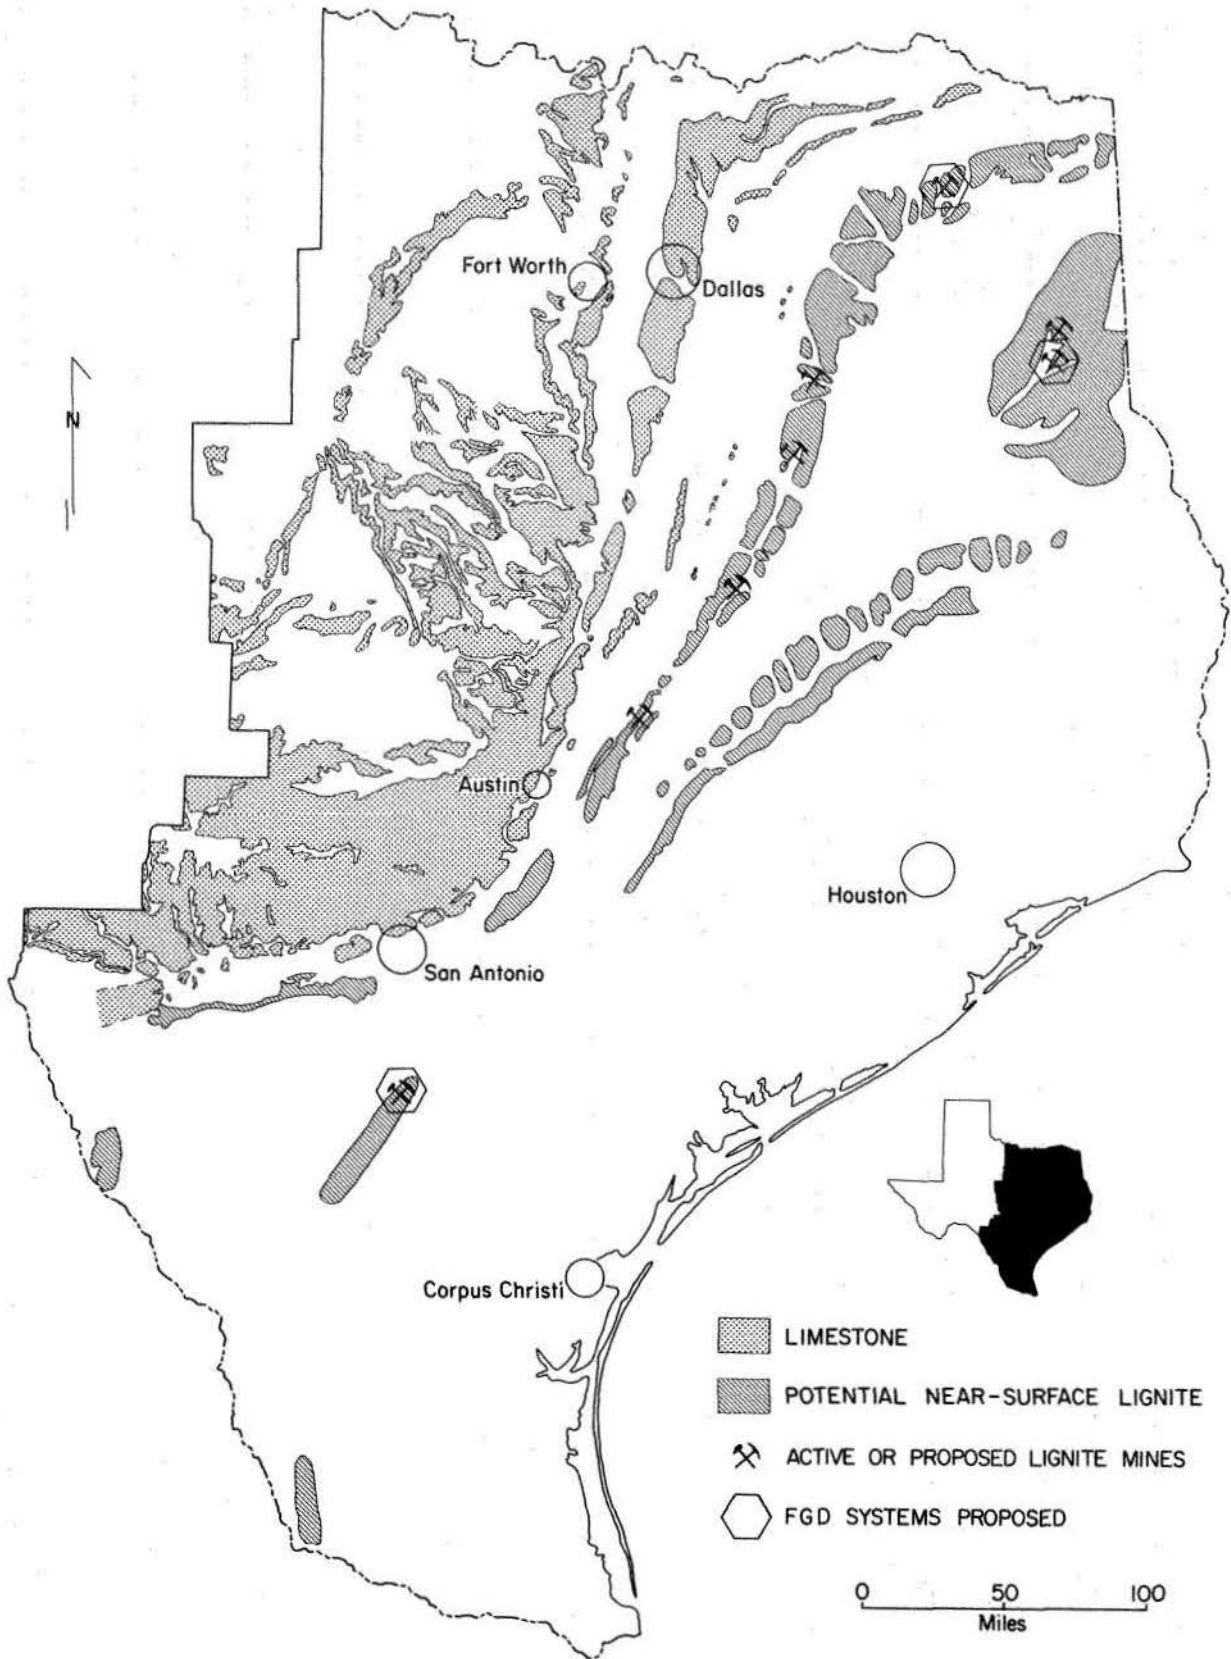 Fort Worth
Dallas
N
Austin
Houston
San Antonio
Corpus Christi
LIMESTONE
POTENTIAL NEAR-SURFACE LIGNITE
ACTIVE OR PROPOSED LIGNITE MINES
FGD SYSTEMS PROPOSED
0 50 100
Miles